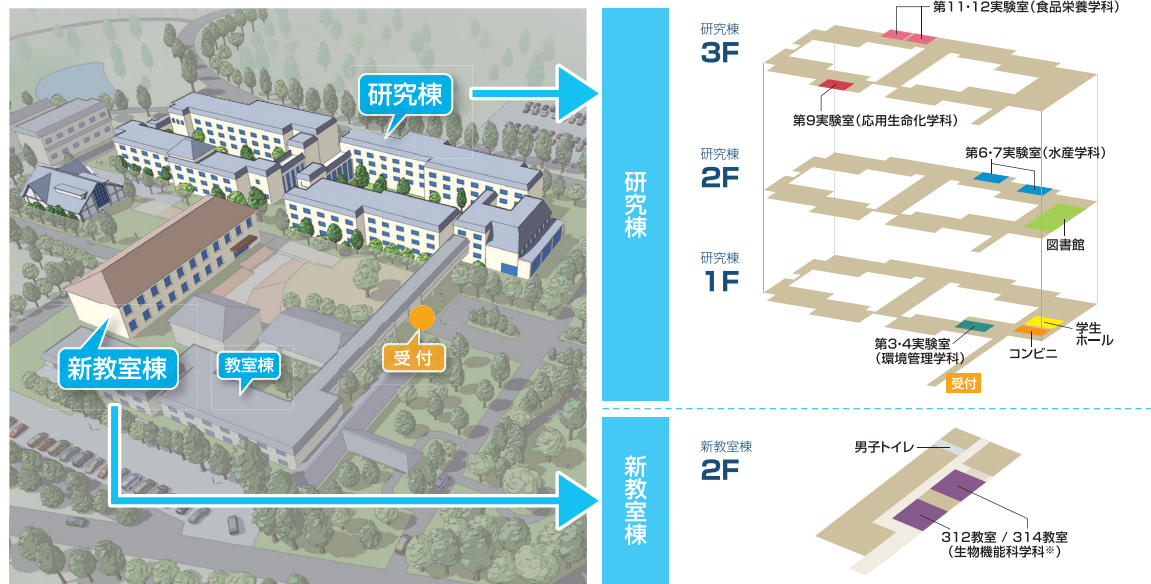 研究棟
新教室棟
教室棟
受付
研究棟
研究棟
3F
第11・12実験室(食品栄養学科)
第9実験室(応用生命化学科)
研究棟
2F
第6・7実験室(水産学科)
図書館
研究棟
1F
第3・4実験室
(環境管理学科)
学生
ホール
コンビニ
受付
新教室棟
新教室棟
2F
男子トイレ
312教室 / 314教室
(生物機能科学科※)